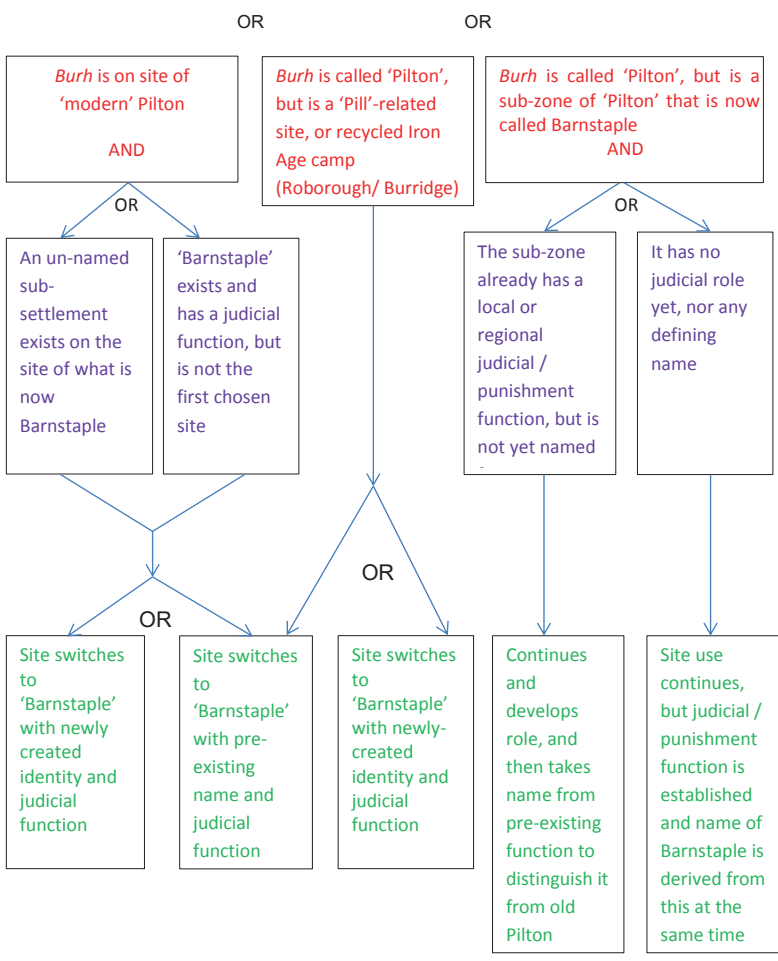 OR
OR
Burh is on site of
‘modern’ Pilton
AND
Burh is called ‘Pilton’,
but is a ‘Pill’-related
site, or recycled Iron
Age camp
(Roborough/ Burridge)
Burh is called ‘Pilton’, but is a
sub-zone of ‘Pilton’ that is now
called Barnstaple
AND
OR
OR
An un-named
sub-
settlement
exists on the
site of what is
now
Barnstaple
‘Barnstaple’
exists and
has a judicial
function, but
is not the
first chosen
site
The sub-zone
already has a
local or
regional
judicial /
punishment
function, but is
not yet named
It has no
judicial role
yet, nor any
defining
name
OR
OR
Site switches
to
‘Barnstaple’
with newly
created
identity and
judicial
function
Site switches
to
‘Barnstaple’
with pre-
existing
name and
judicial
function
Site switches
to
‘Barnstaple’
with newly-
created
identity and
judicial
function
Continues
and
develops
role, and
then takes
name from
pre-existing
function to
distinguish it
from old
Pilton
Site use
continues,
but judicial /
punishment
function is
established
and name of
Barnstaple is
derived from
this at the
same time